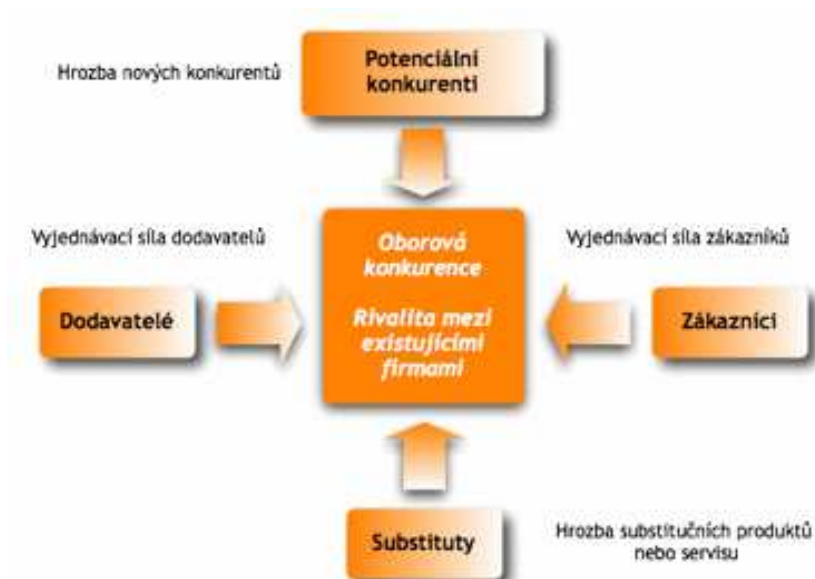 Hrozba nových konkurentů
Potenciální
konkurenti
Vyjednávací síla dodavatelů
Vyjednávací síla zákazníků
Oborová
konkurence
Rivalita mezi
existujícími
firmami
Dodavatelé
Zákazníci
Substituty
Hrozba substitučních produktů
nebo servisu